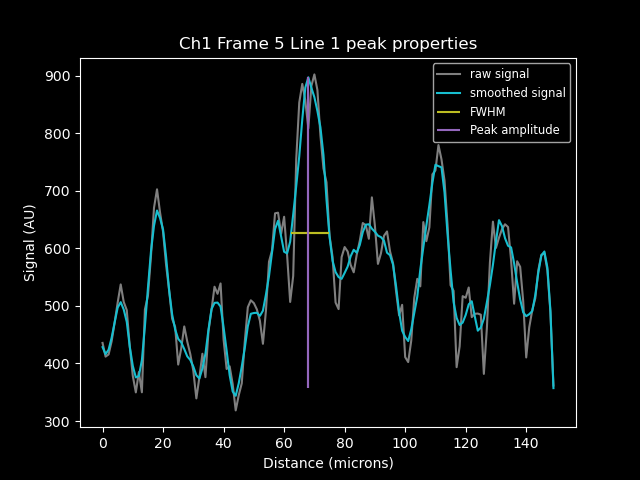 Ch1 Frame 5 Line 1 peak properties
raw signal
smoothed signal
FWHM
Peak amplitude
Signal (AU)
900
800
700
600
500
400
300
0 20 40 60 80 100 120 140
Distance (microns)